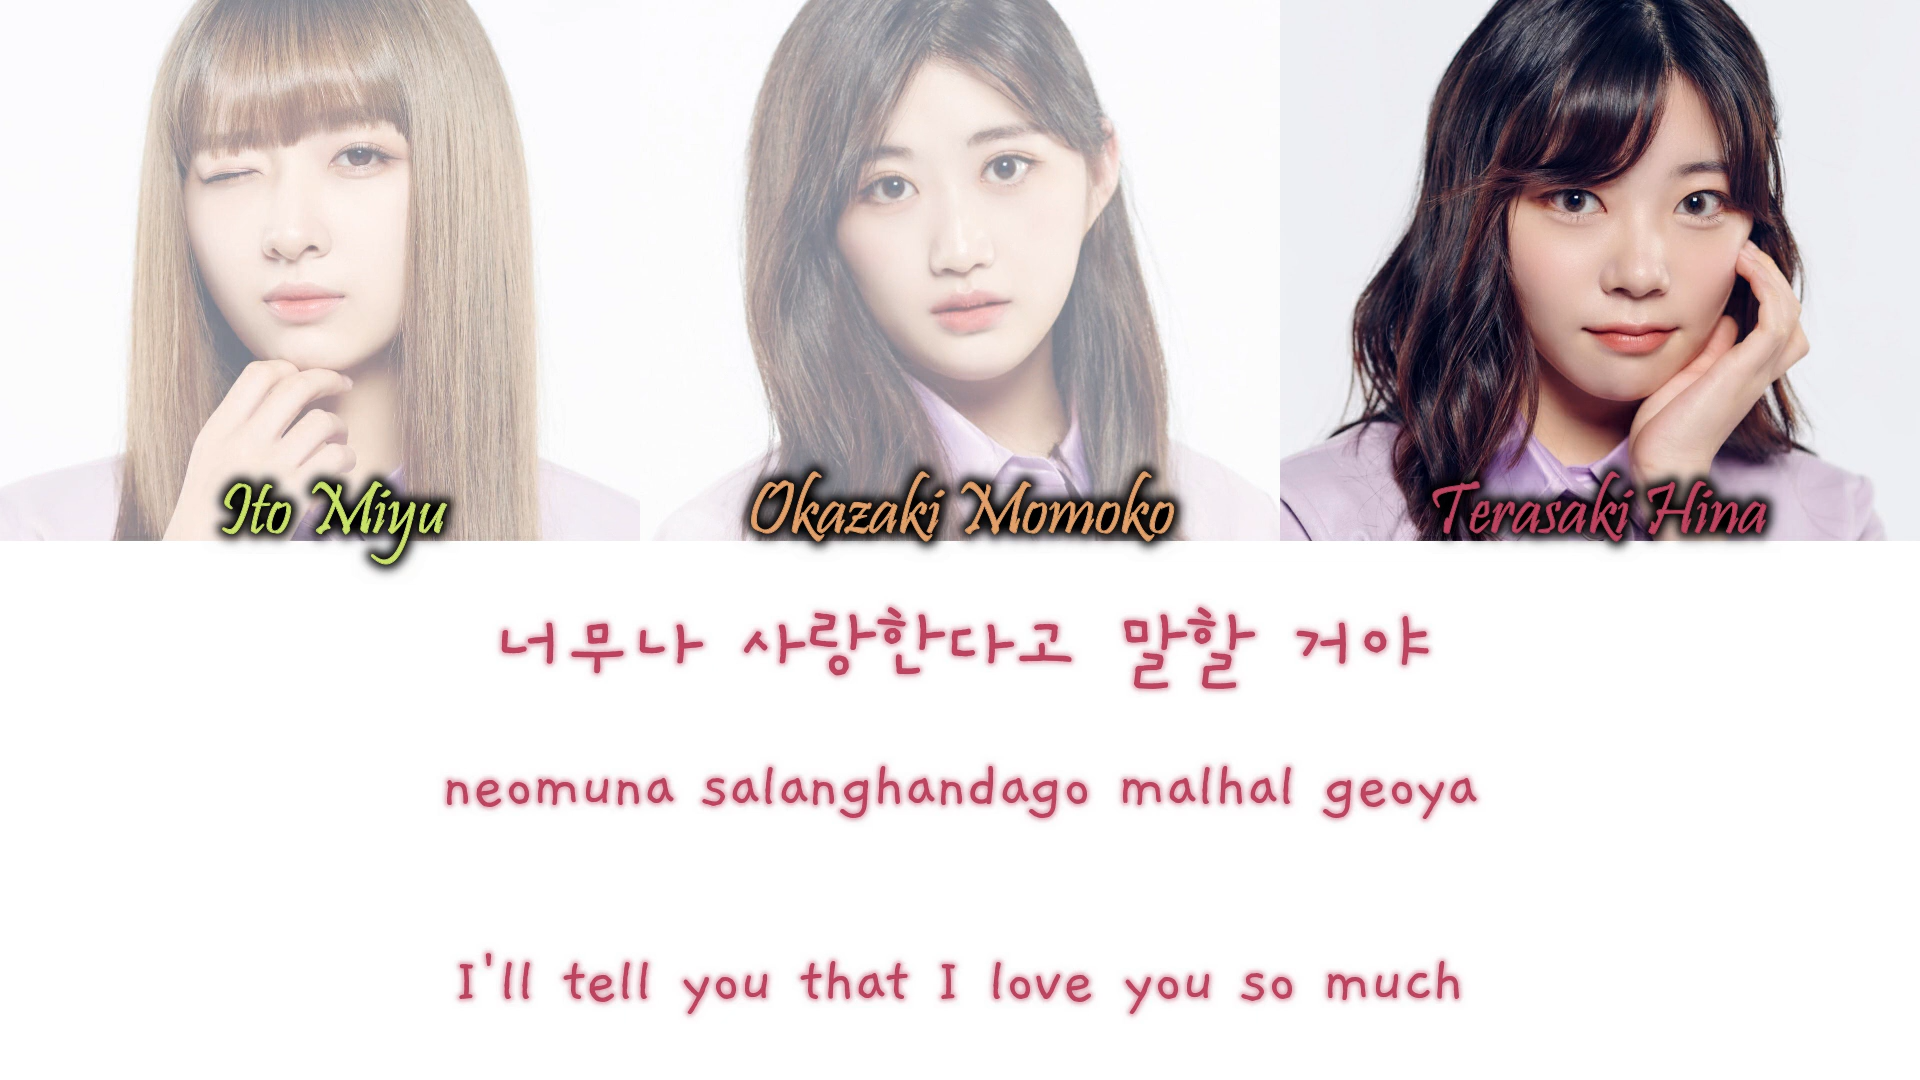 Ito Miyu
Okazaki Momoko
Terasaki Hina
너무나 사랑한다고 말할 거야
neomuna salanghandago malhal geoya
I'll tell you that I love you so much